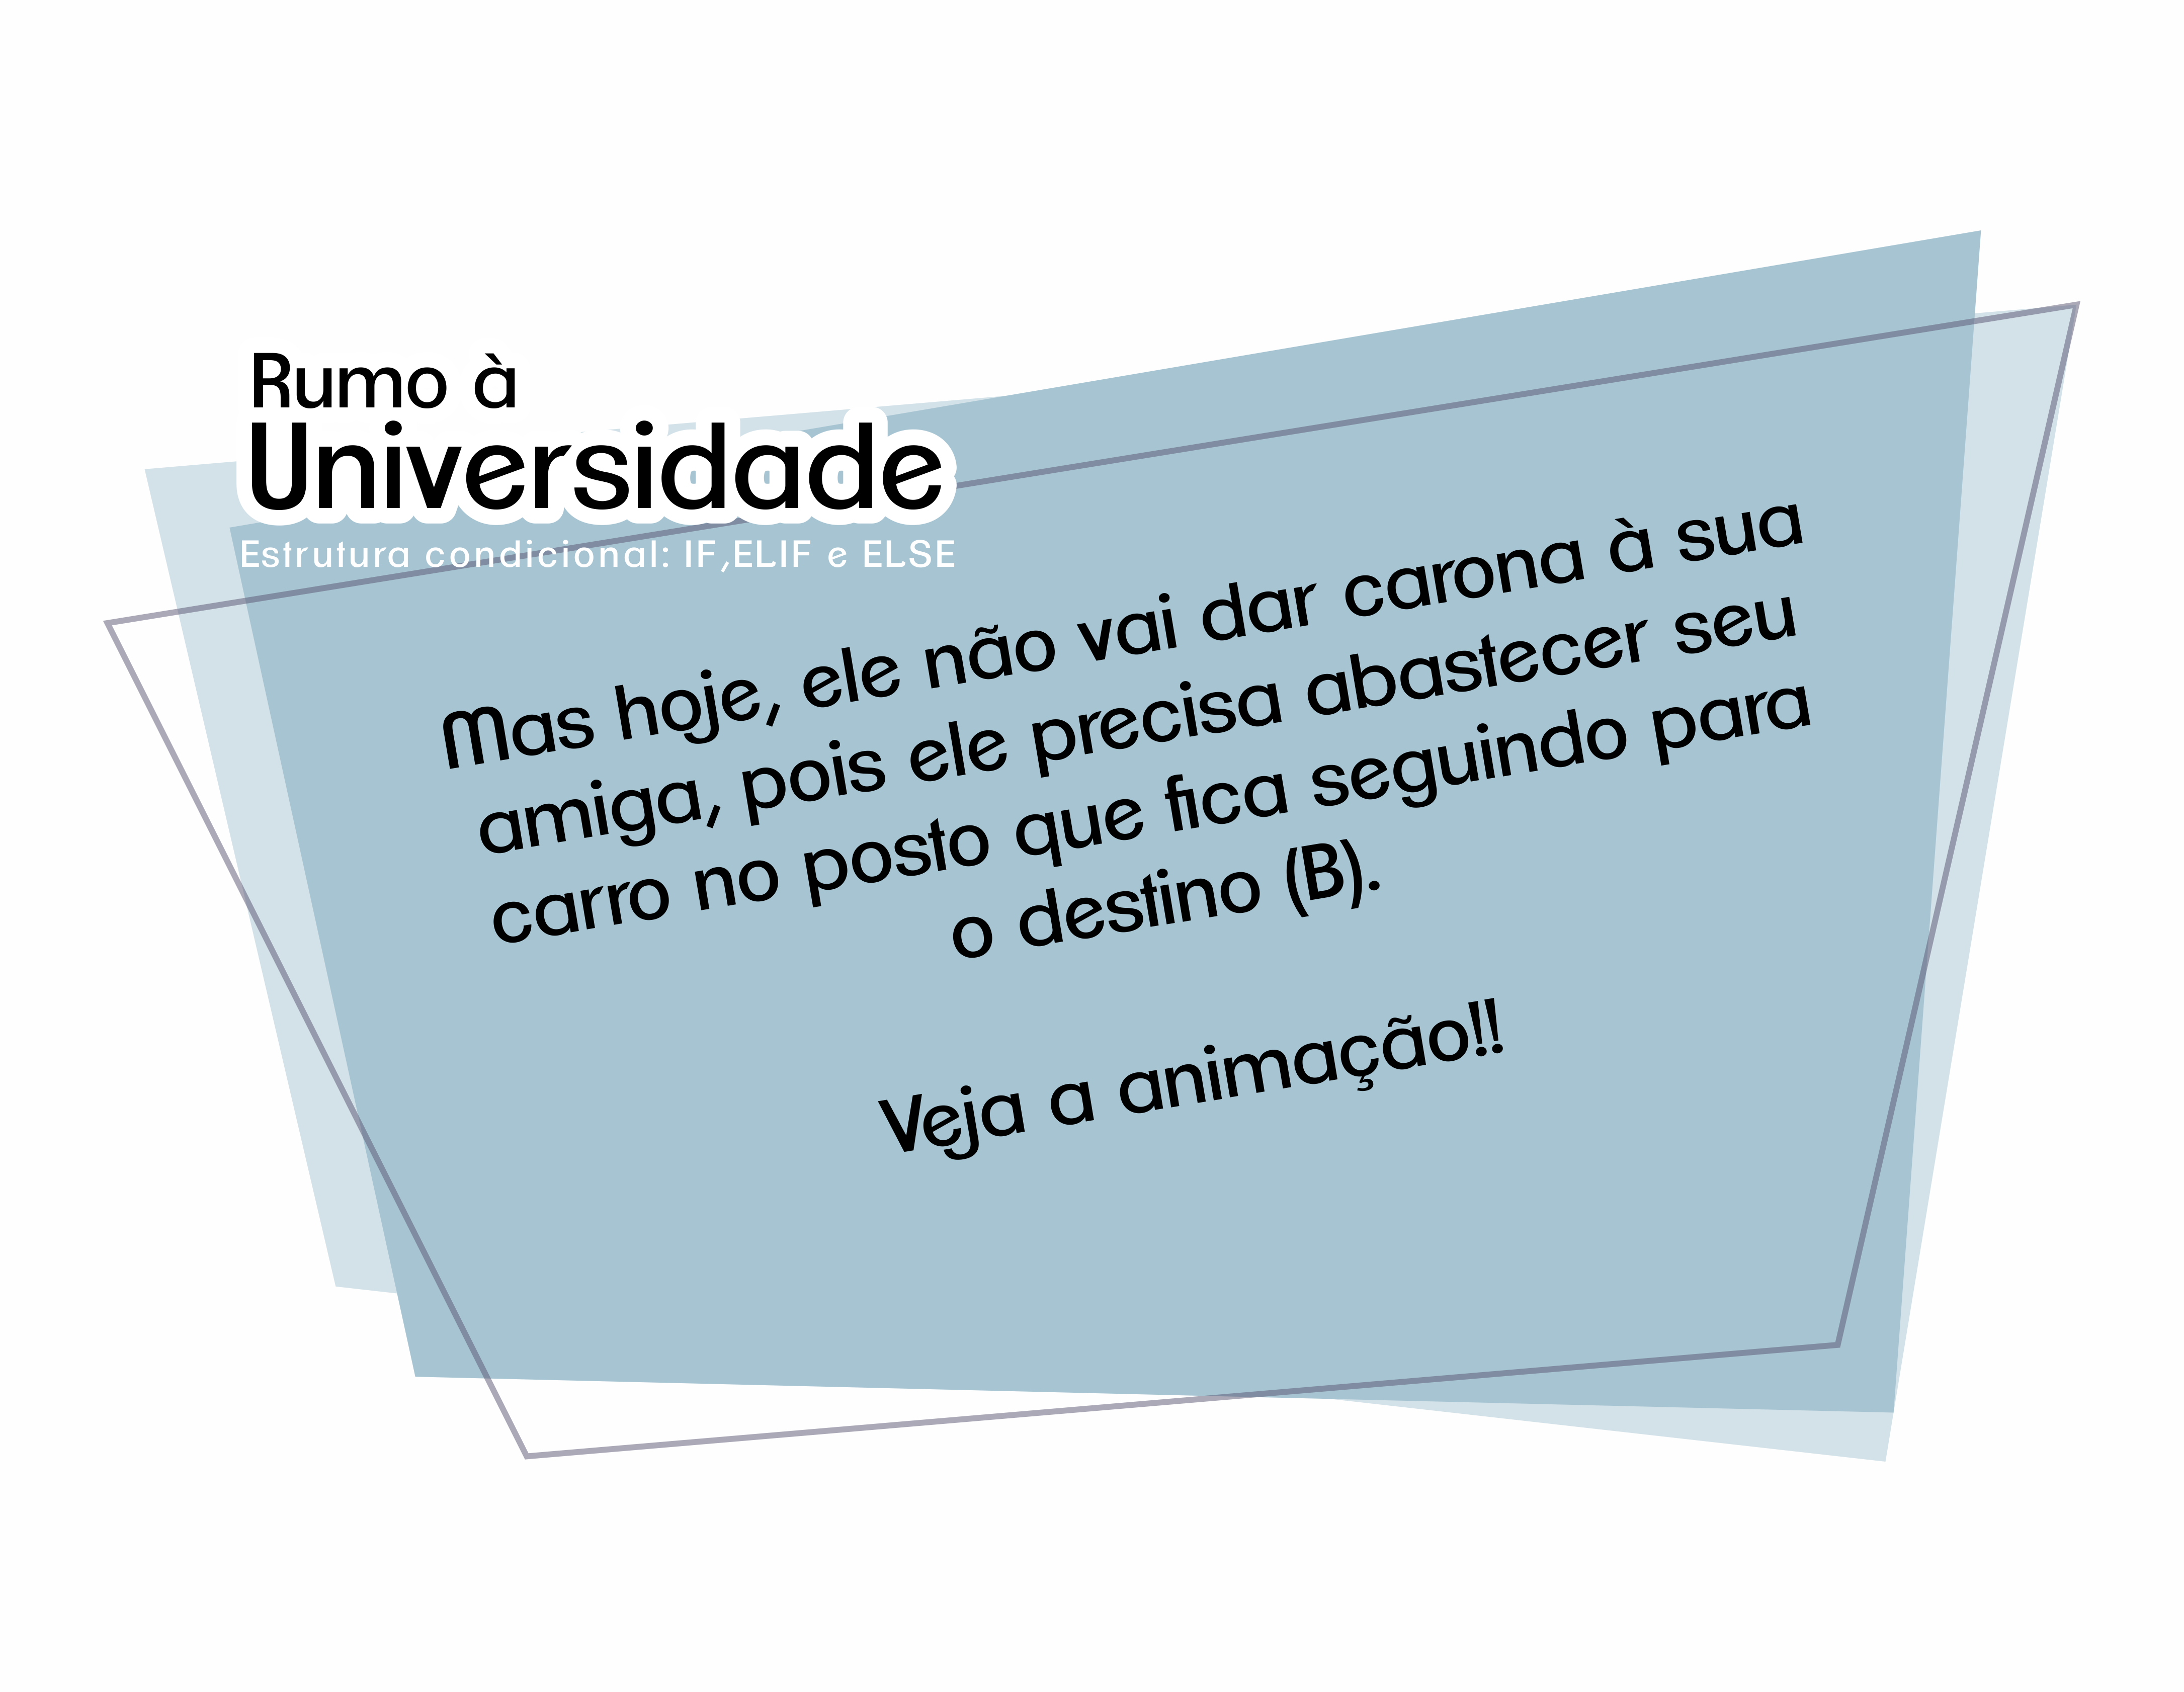 Rumo à
Universidade
Estrutura condicional: IF,ELIF e ELSE
Mas hoje, ele não vai dar carona à sua
amiga, pois ele precisa abastecer seu
carro no posto que fica seguindo para
o destino (B).
Veja a animação!!